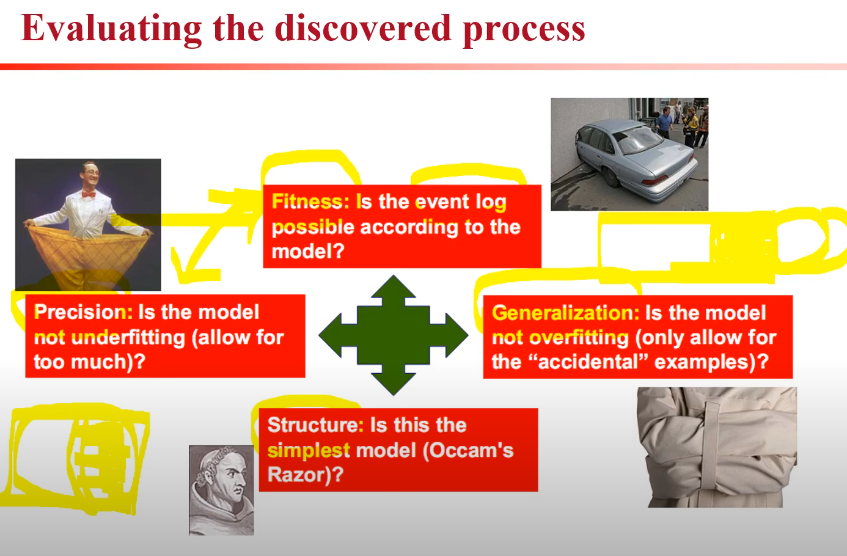 Evaluating the discovered process
Fitness: Is the event log
possible according to the
model?
Precision: Is the model
not underfitting (allow for
too much)?
Generalization: Is the model
not overfitting (only allow for
the “accidental” examples)?
Structure: Is this the
simplest model (Occam's
Razor)?